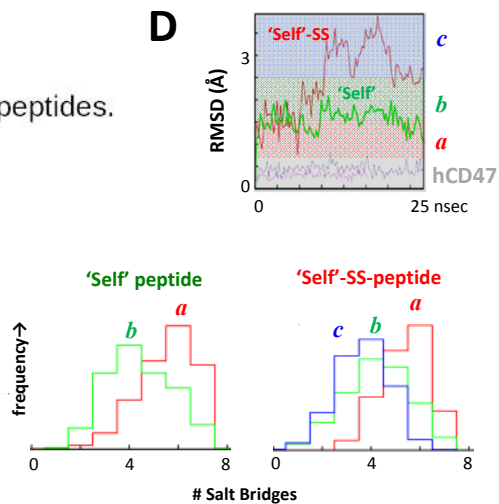 D
peptides.
'Self'-SS
c
3
'Self'
b
RMSD (Å)
a
hCD47
0
0
25 nsec
'Self' peptide
'Self'-SS-peptide
a
b
a
b
c
frequency→
0
4
8
0
4
8
# Salt Bridges